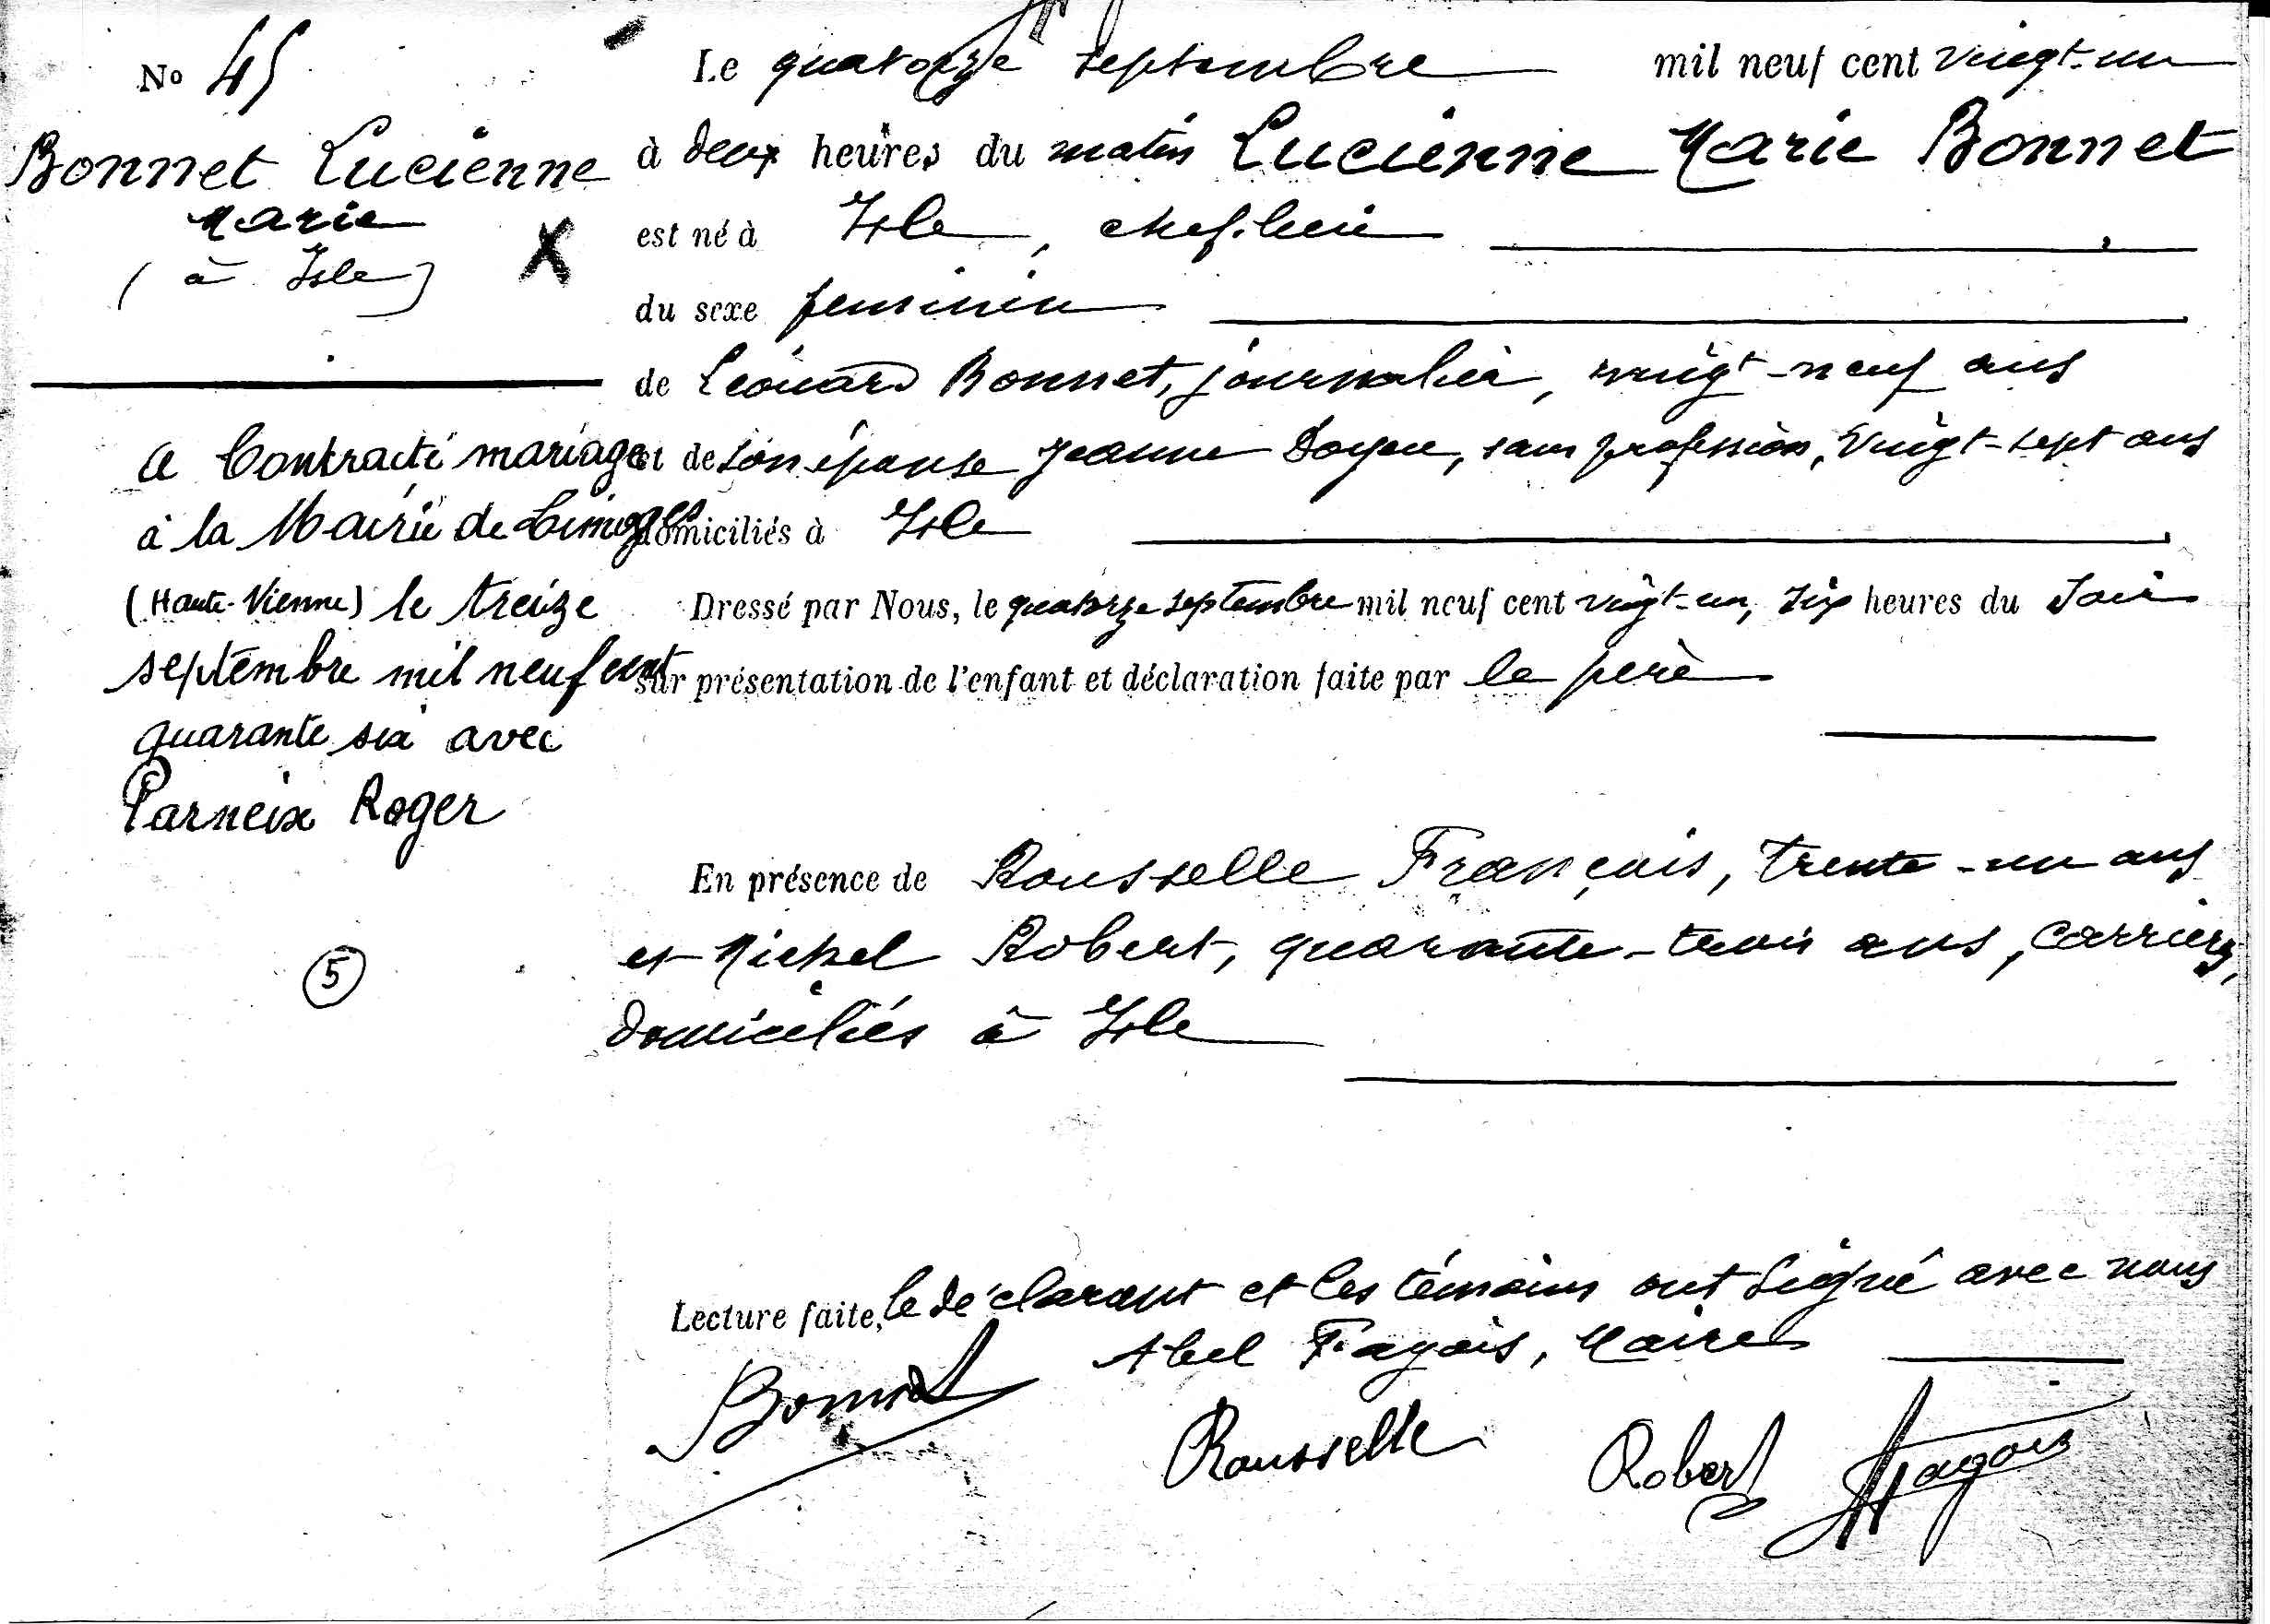 No 45
Bonnet Lucienne
Marie
( à Isle )
X
a Contracté mariage
à la Mairie de Limoges
(Haute-Vienne) le treize
septembre mil neuf cent
quarante six avec
Parneix Roger
5
Le quatorze septembre mil neuf cent vingt-un
à deux heures du matin Lucienne Marie Bonnet
est né à Isle, chef-lieu
du sexe feminin
de Léonard Bonnet, journalier, vingt-neuf ans
et de son épouse Jeanne Doyen, sans profession, vingt-sept ans
domiciliés à Isle
Dressé par Nous, le quatorze septembre mil neuf cent vingt-un, six heures du soir
sur présentation de l'enfant et déclaration faite par le père
En présence de Rousselle François, trente-un ans
et Michel Robert, quarante-trois ans, carriers,
domiciliés à Isle
Lecture faite, le déclarant et les témoins ont signé avec nous
Abel Fagois, Maire
Bonnet
Rousselle
Robert
Fagois